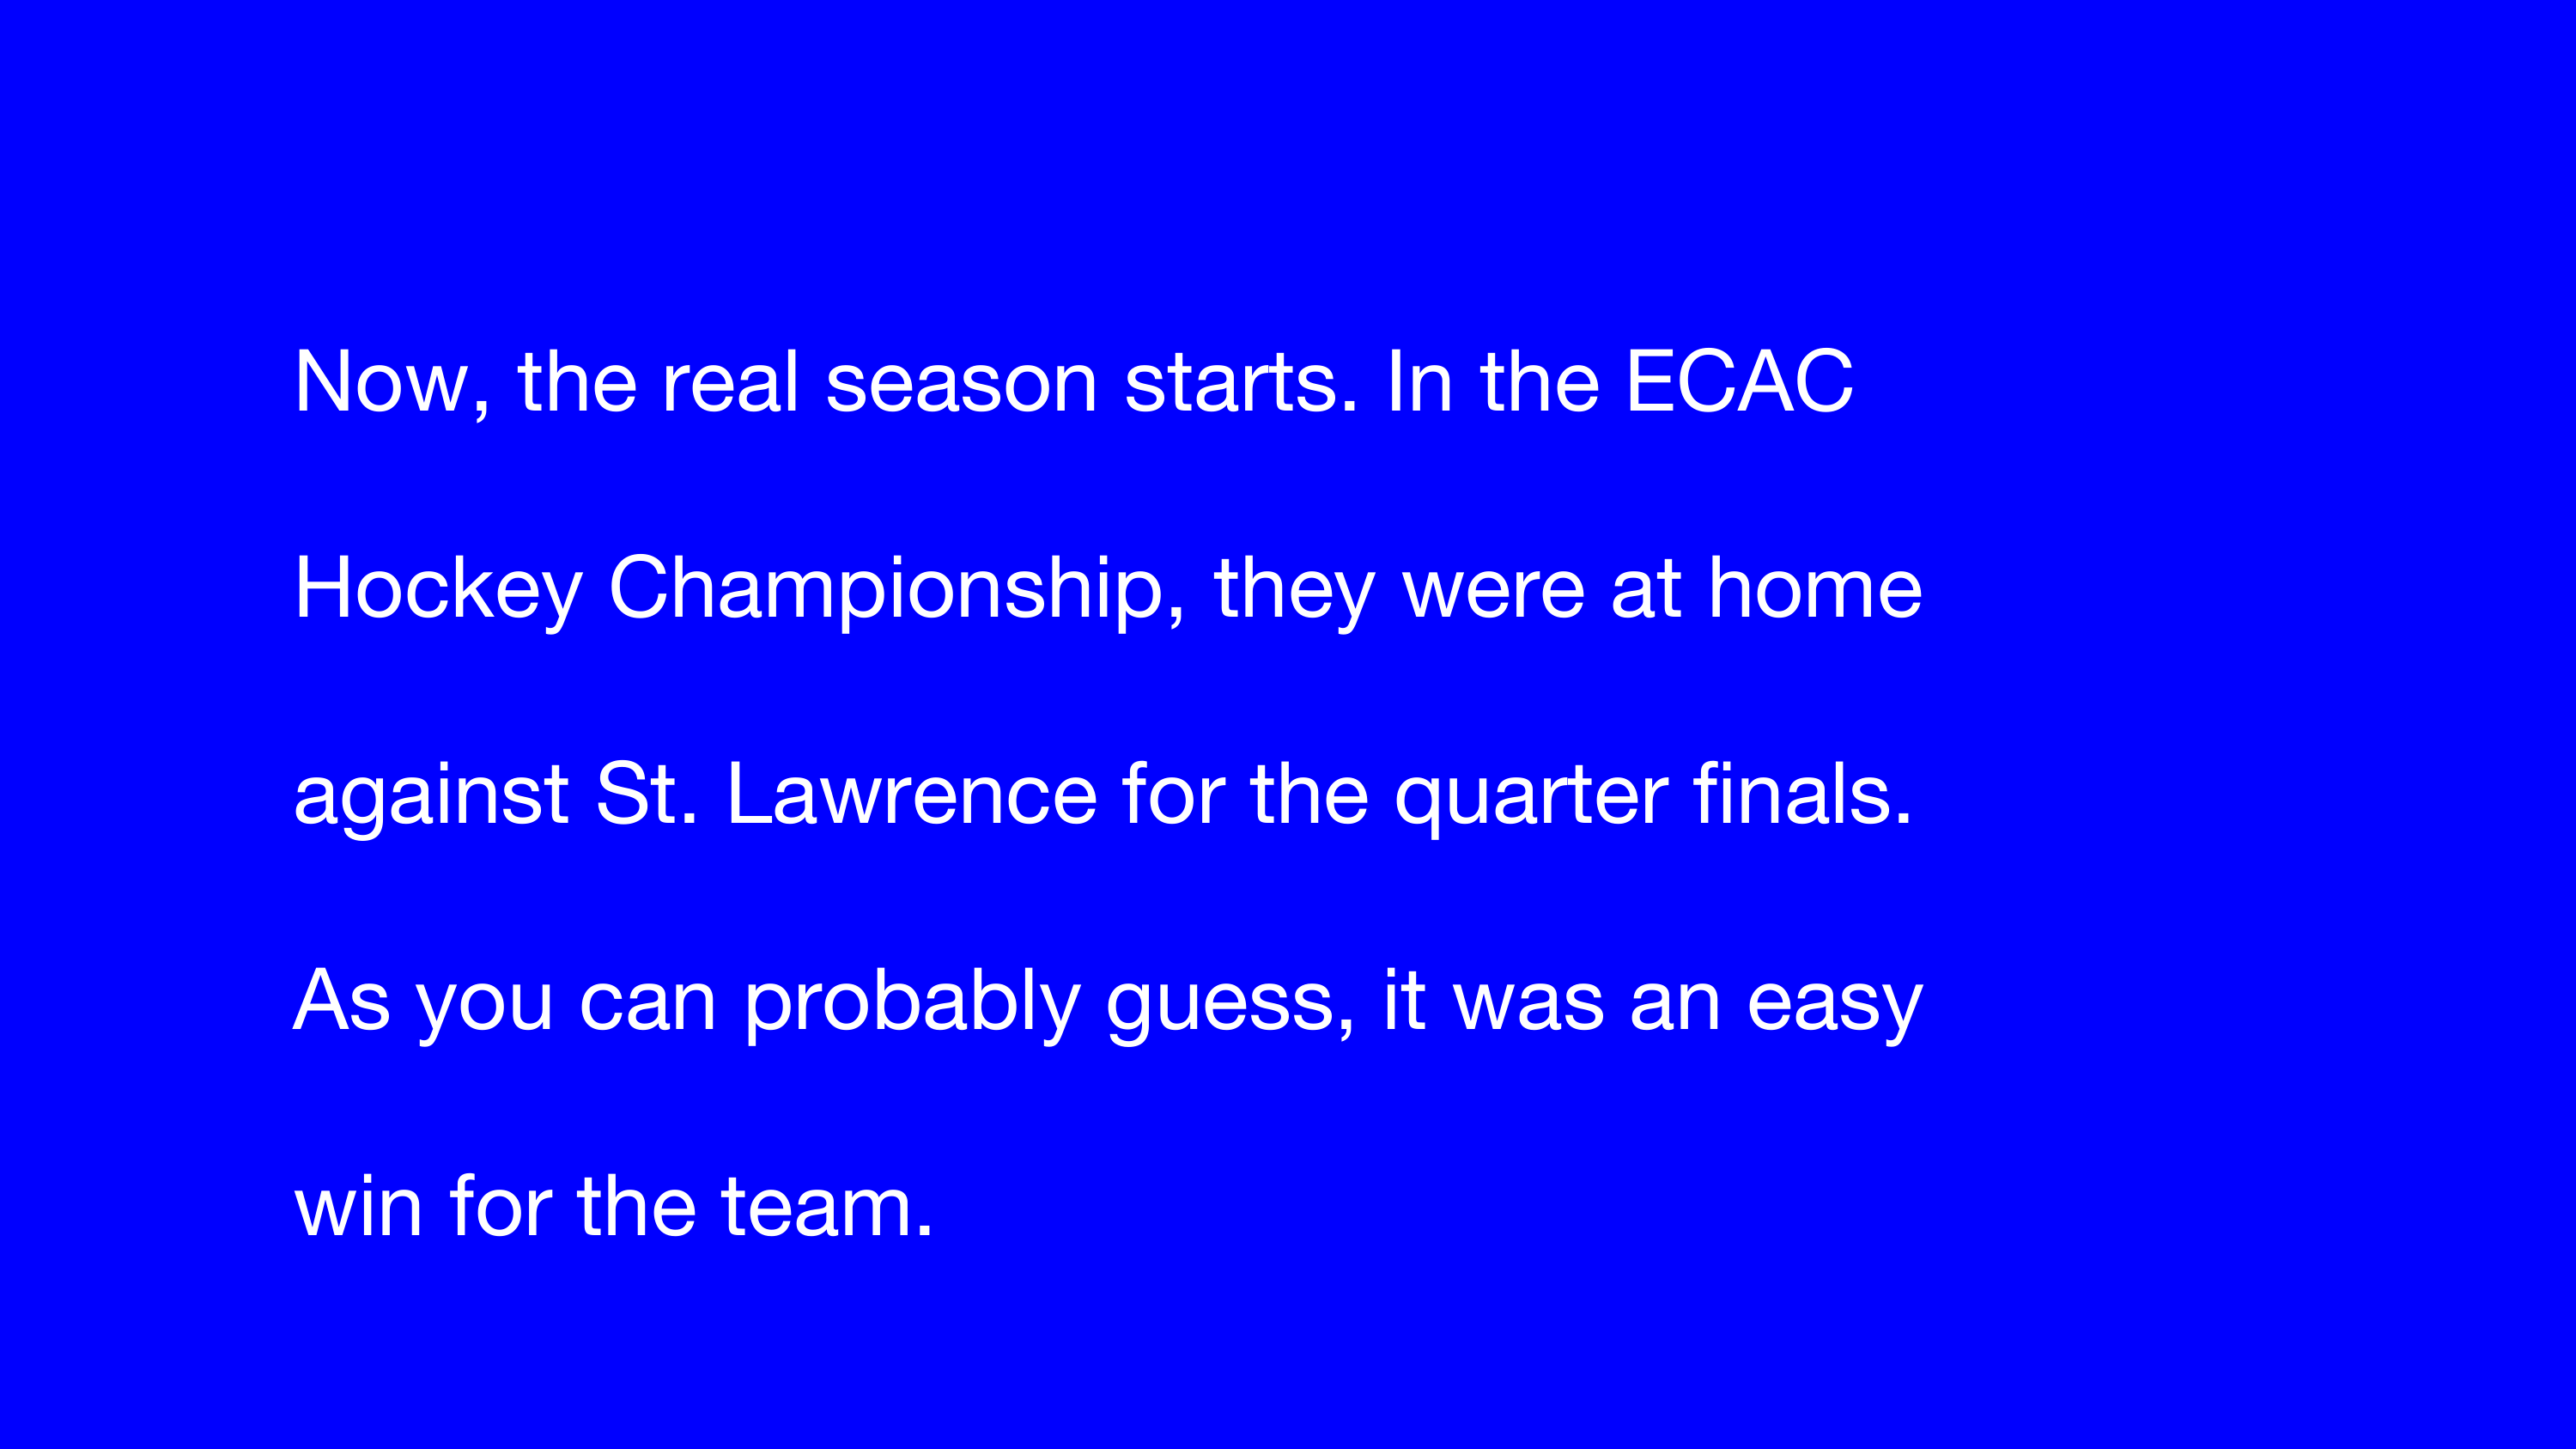 Now, the real season starts. In the ECAC
Hockey Championship, they were at home
against St. Lawrence for the quarter finals.
As you can probably guess, it was an easy
win for the team.